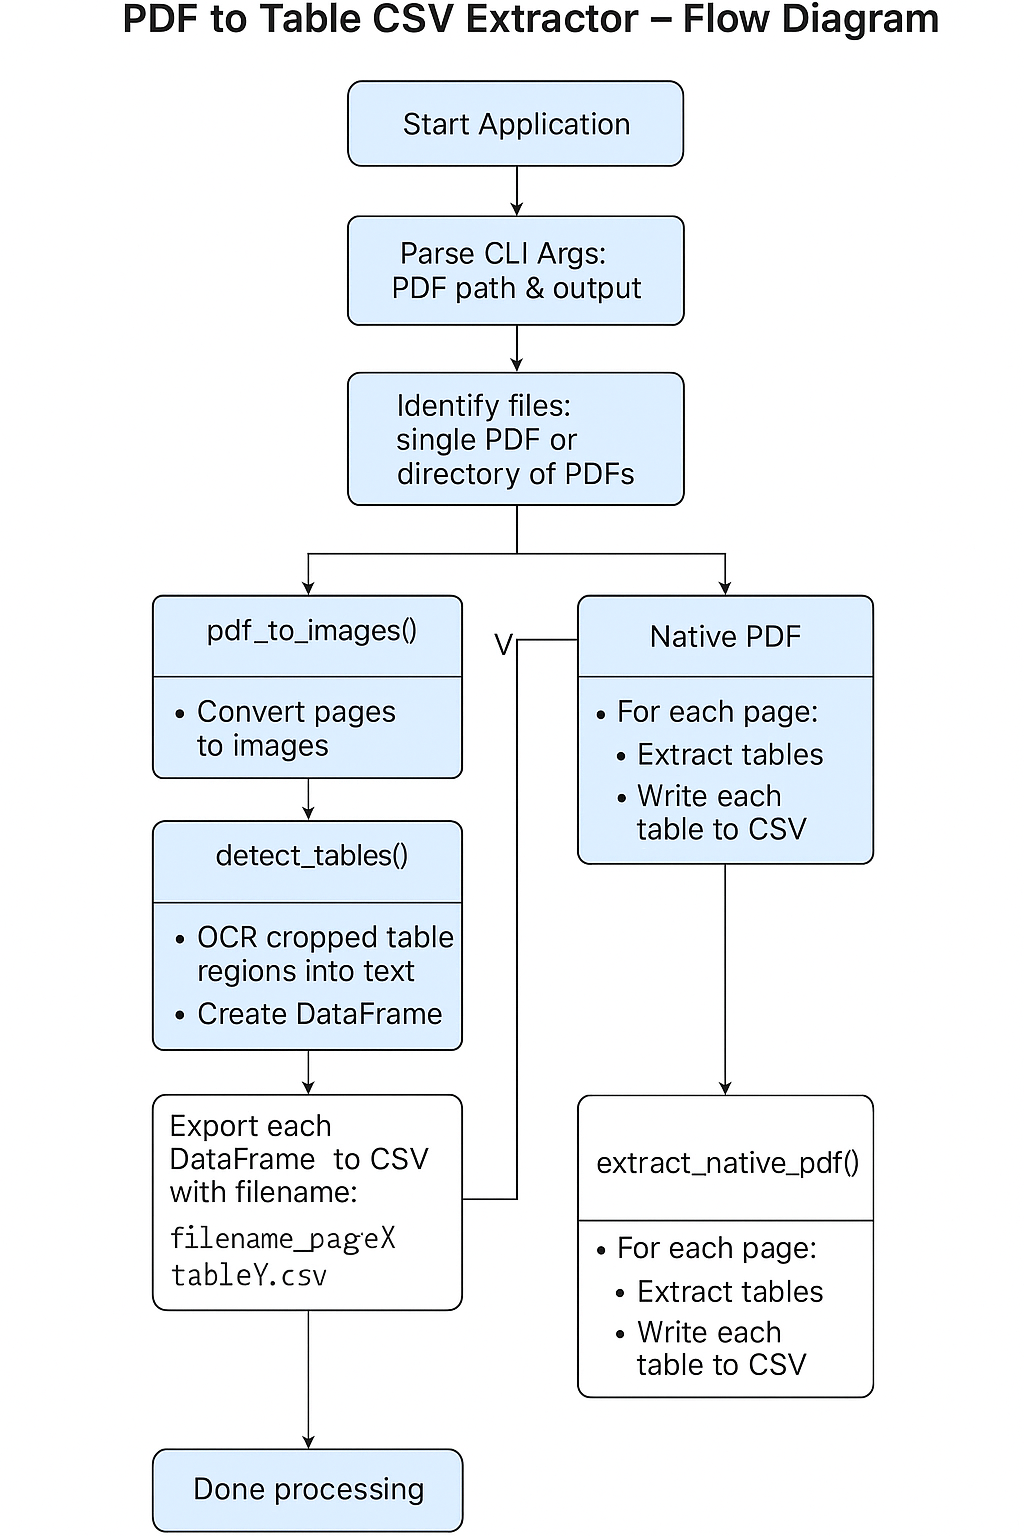 PDF to Table CSV Extractor – Flow Diagram
Start Application
Parse CLI Args:
PDF path & output
Identify files:
single PDF or
directory of PDFs
pdf_to_images()
• Convert pages
to images
detect_tables()
• OCR cropped table
regions into text
• Create DataFrame
Export each
DataFrame to CSV
with filename:
filename_pageX
tableY.csv
Done processing
V
Native PDF
• For each page:
• Extract tables
• Write each
table to CSV
extract_native_pdf()
• For each page:
• Extract tables
• Write each
table to CSV